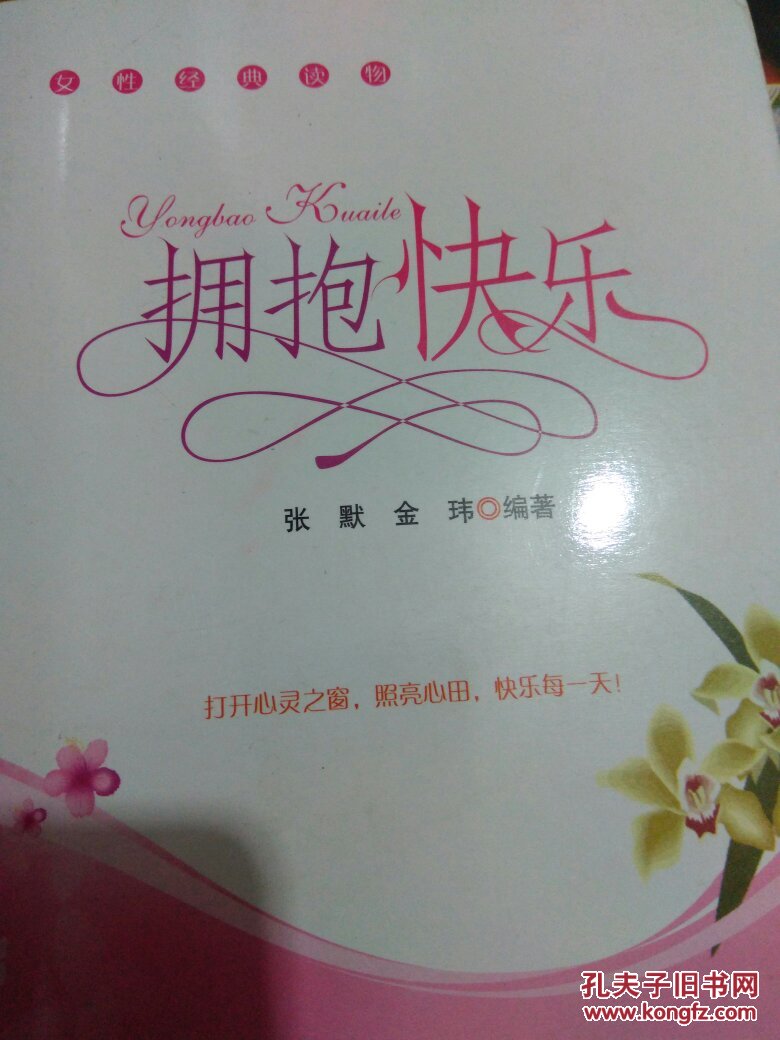 女性经典读物
Yongbao Kuaile
拥抱快乐
张默金玮◎编著
打开心灵之窗，照亮心田，快乐每一天！
孔夫子旧书网
www.kongfz.com